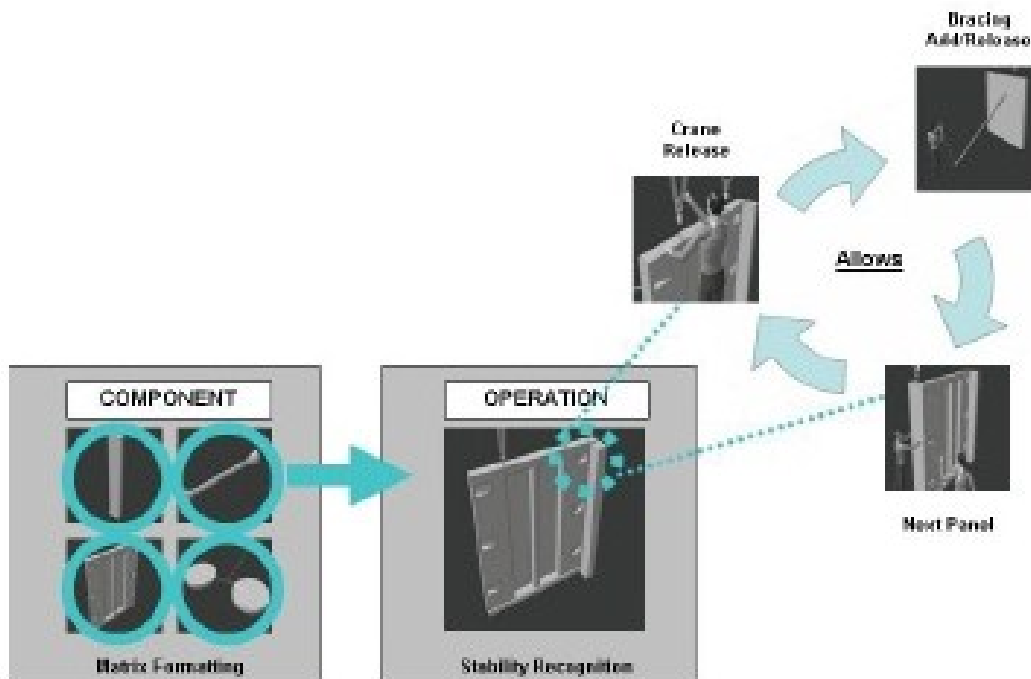 Bracing
Add/Release
Crane
Release
Allows
COMPONENT
OPERATION
Next Panel
Matrix Formatting
Stability Recognition